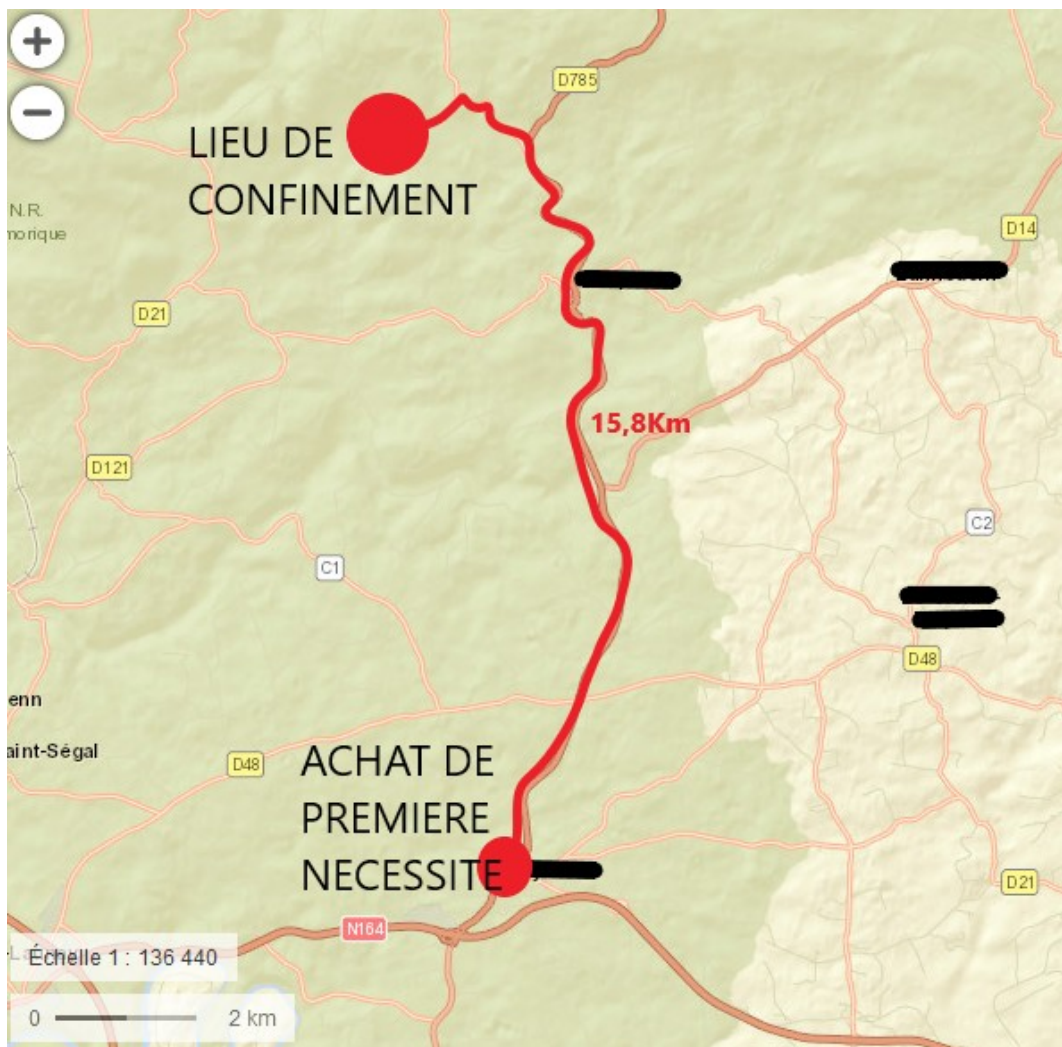 +
D785
−
LIEU DE
CONFINEMENT
N.R.
morique
D14
D21
15,8Km
D121
C2
C1
D48
enn
aint-Ségal
D48
ACHAT DE
PREMIERE
NECESSITE
D21
N164
Échelle 1 : 136 440
0 2 km